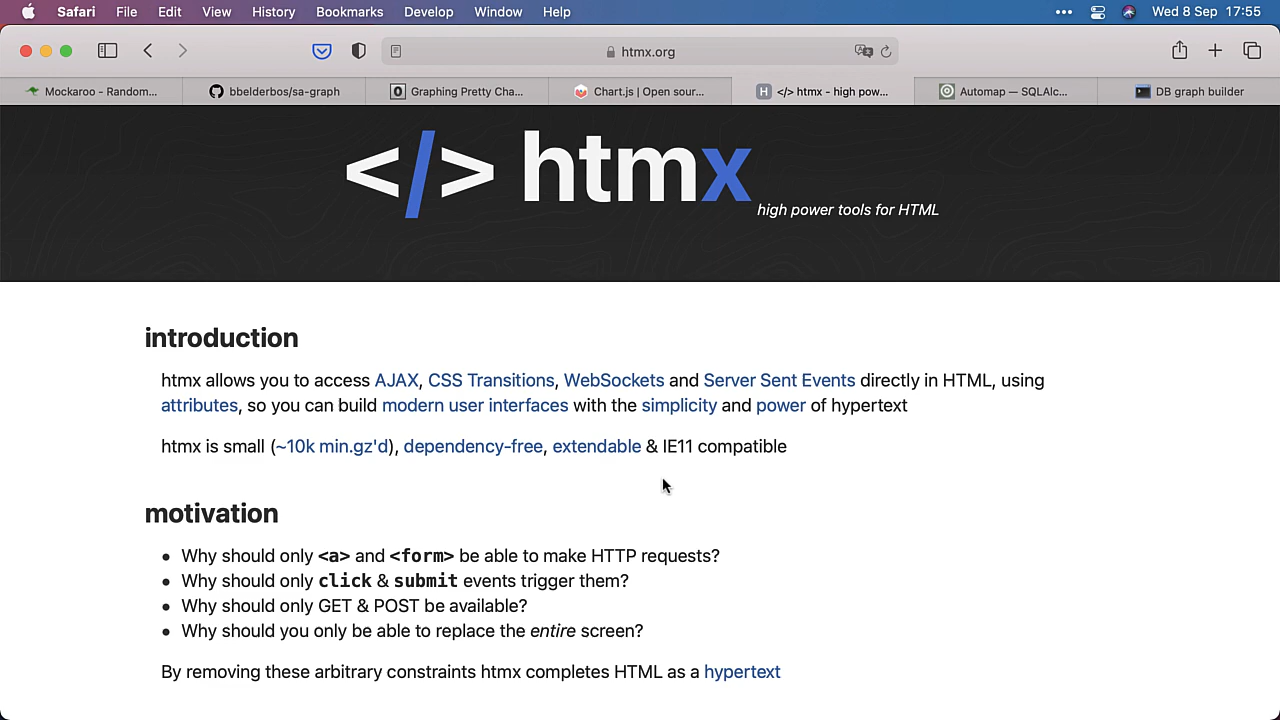 Safari File Edit View History Bookmarks Develop Window Help Wed 8 Sep 17:55
htmx.org
Mockaroo - Random... bbelderbos/sa-graph Graphing Pretty Cha... Chart.js | Open sour... H </> htmx - high pow... Automap — SQLAlc... DB graph builder
</> htmx
high power tools for HTML
introduction
htmx allows you to access AJAX, CSS Transitions, WebSockets and Server Sent Events directly in HTML, using
attributes, so you can build modern user interfaces with the simplicity and power of hypertext
htmx is small (~10k min.gz'd), dependency-free, extendable & IE11 compatible
motivation
• Why should only <a> and <form> be able to make HTTP requests?
• Why should only click & submit events trigger them?
• Why should only GET & POST be available?
• Why should you only be able to replace the entire screen?
By removing these arbitrary constraints htmx completes HTML as a hypertext